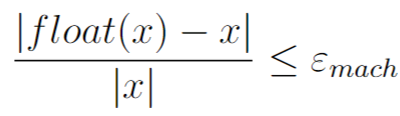 |float(x) − x| / |x| ≤ ε_mach